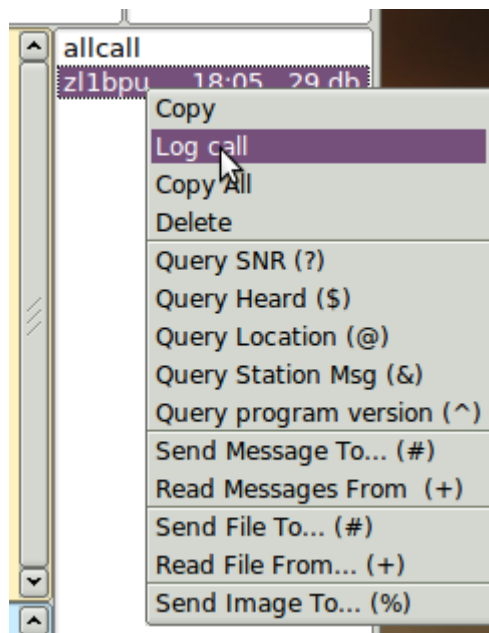 allcall
zl1bpu 18:05 29 db
Copy
Log call
Copy All
Delete
Query SNR (?)
Query Heard ($)
Query Location (@)
Query Station Msg (&)
Query program version (^)
Send Message To... (#)
Read Messages From (+)
Send File To... (#)
Read File From... (+)
Send Image To... (%)